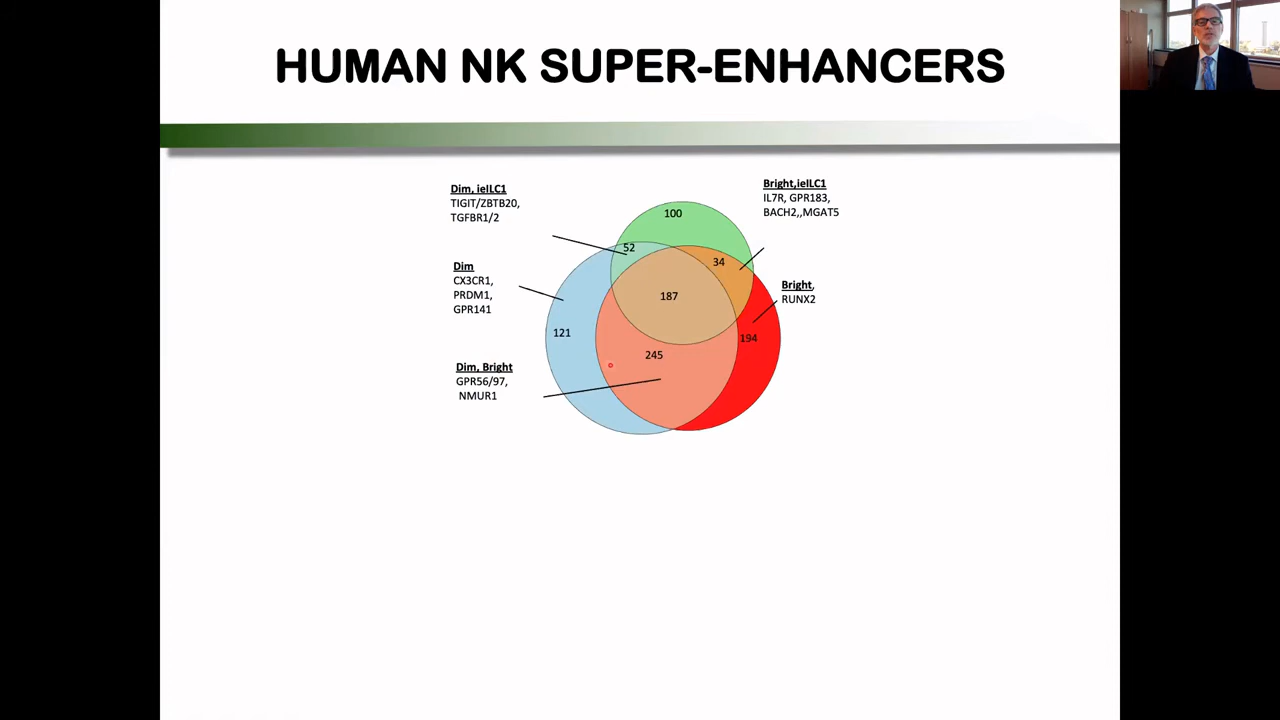 HUMAN NK SUPER-ENHANCERS
Dim, ieILC1
TIGIT/ZBTB20,
TGFBR1/2
Bright,ieILC1
IL7R, GPR183,
BACH2,,MGAT5
100
52
34
Dim
CX3CR1,
PRDM1,
GPR141
187
Bright,
RUNX2
121
194
245
Dim, Bright
GPR56/97,
NMUR1